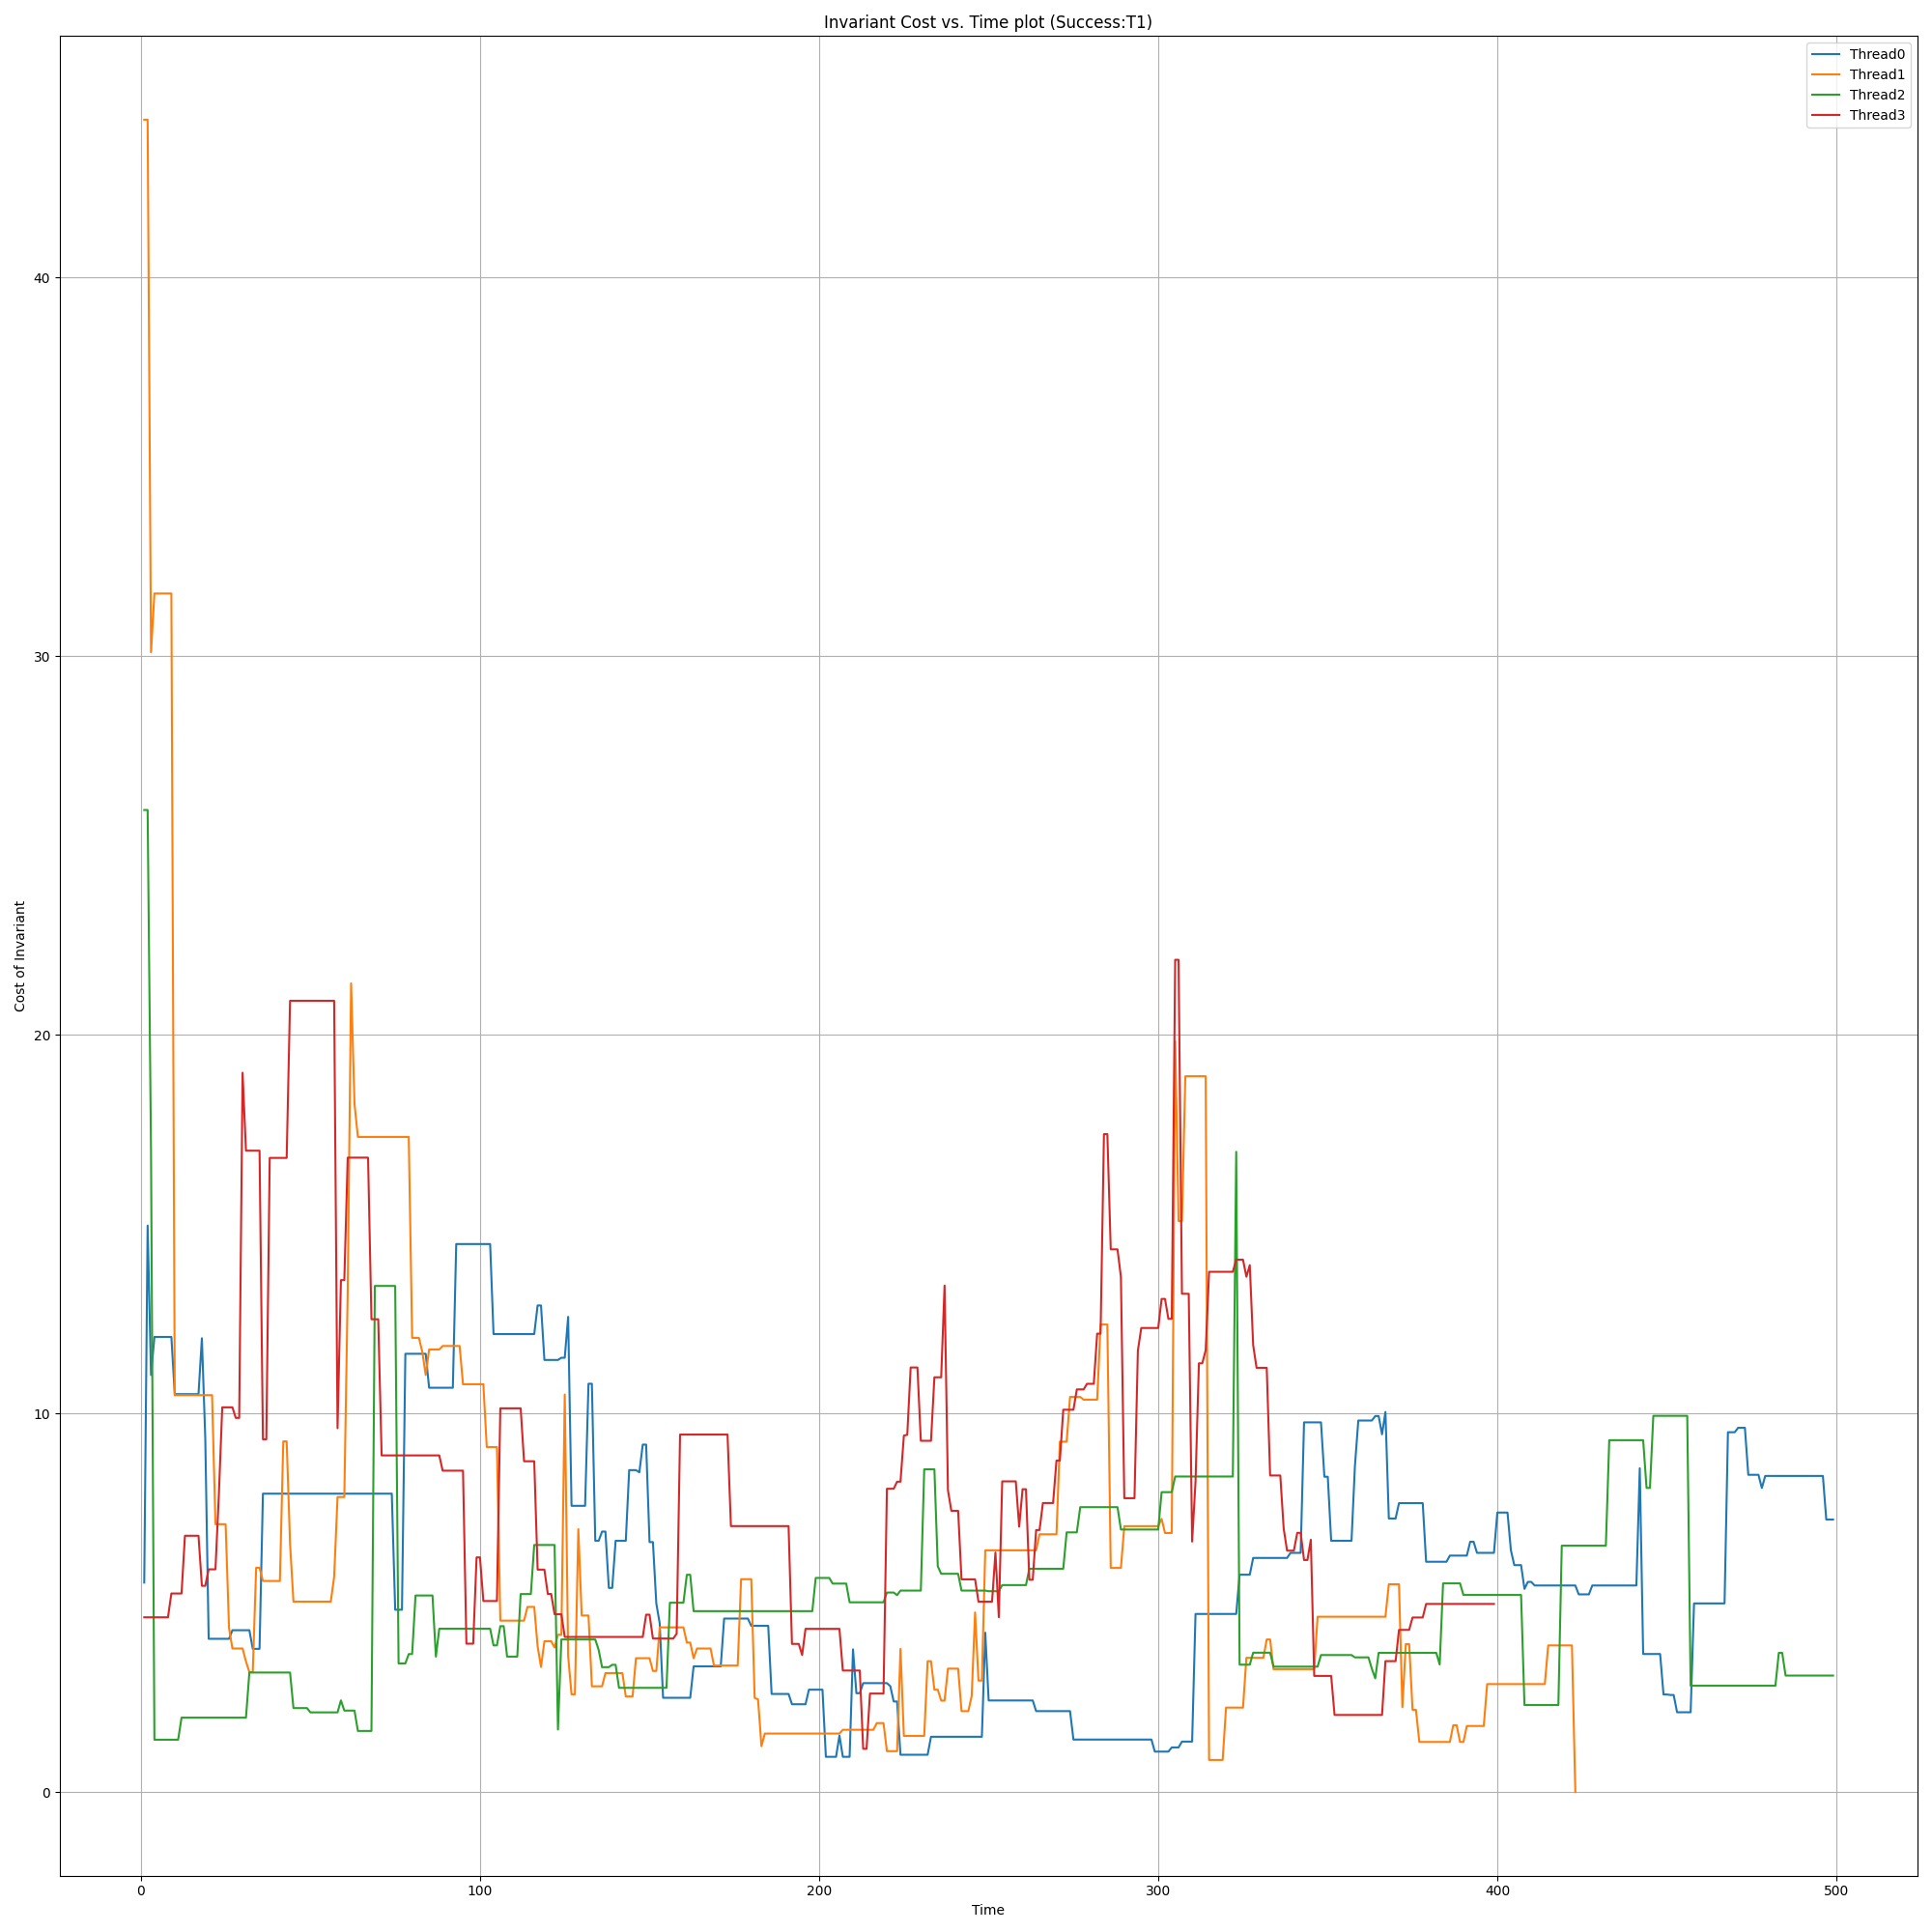 Invariant Cost vs. Time plot (Success:T1)
Thread0
Thread1
Thread2
Thread3
Cost of Invariant
40
30
20
10
0
0 100 200 300 400 500
Time